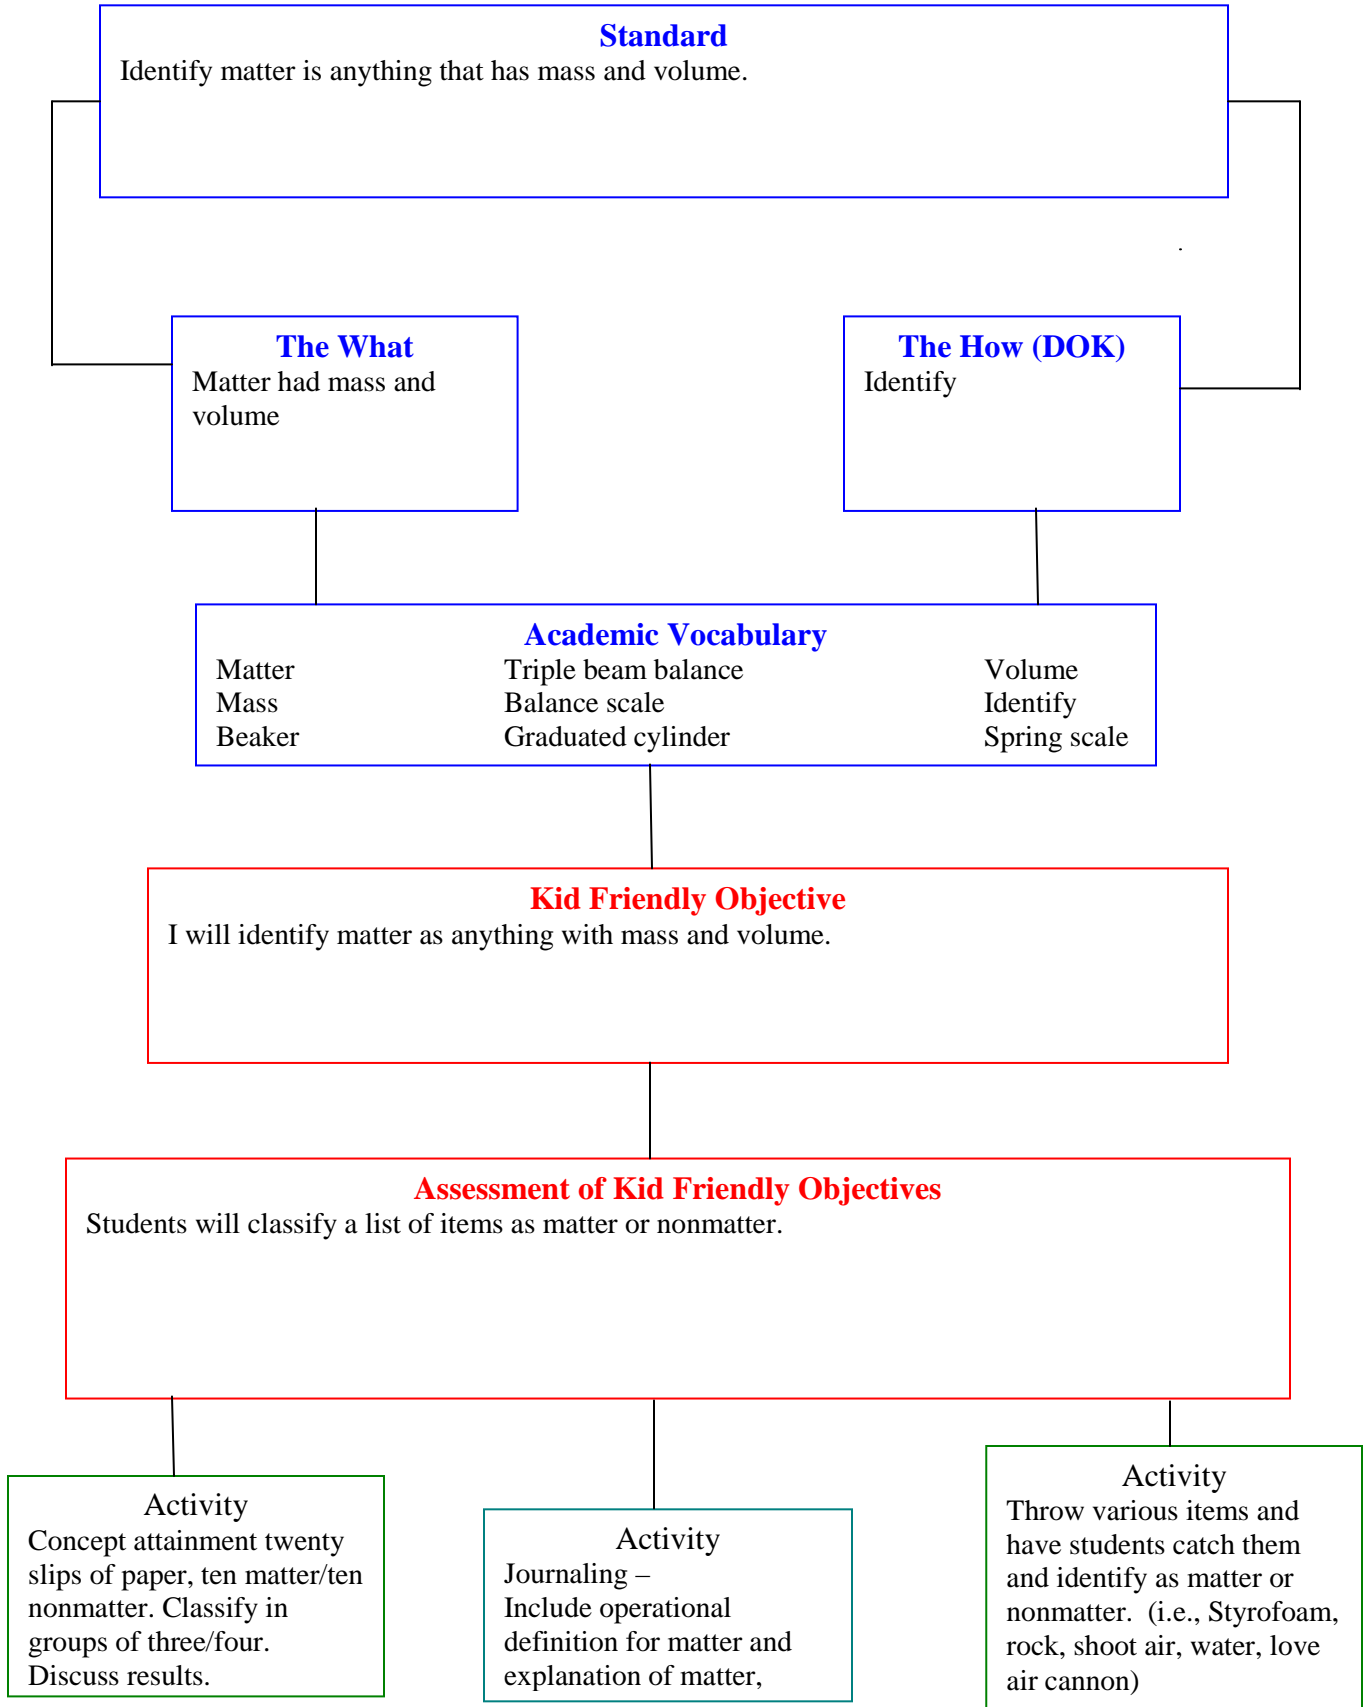 Standard
Identify matter is anything that has mass and volume.
The What
Matter had mass and
volume
The How (DOK)
Identify
Academic Vocabulary
Matter Triple beam balance Volume
Mass Balance scale Identify
Beaker Graduated cylinder Spring scale
Kid Friendly Objective
I will identify matter as anything with mass and volume.
Assessment of Kid Friendly Objectives
Students will classify a list of items as matter or nonmatter.
Activity
Concept attainment twenty
slips of paper, ten matter/ten
nonmatter. Classify in
groups of three/four.
Discuss results.
Activity
Journaling –
Include operational
definition for matter and
explanation of matter,
Activity
Throw various items and
have students catch them
and identify as matter or
nonmatter.  (i.e., Styrofoam,
rock, shoot air, water, love
air cannon)